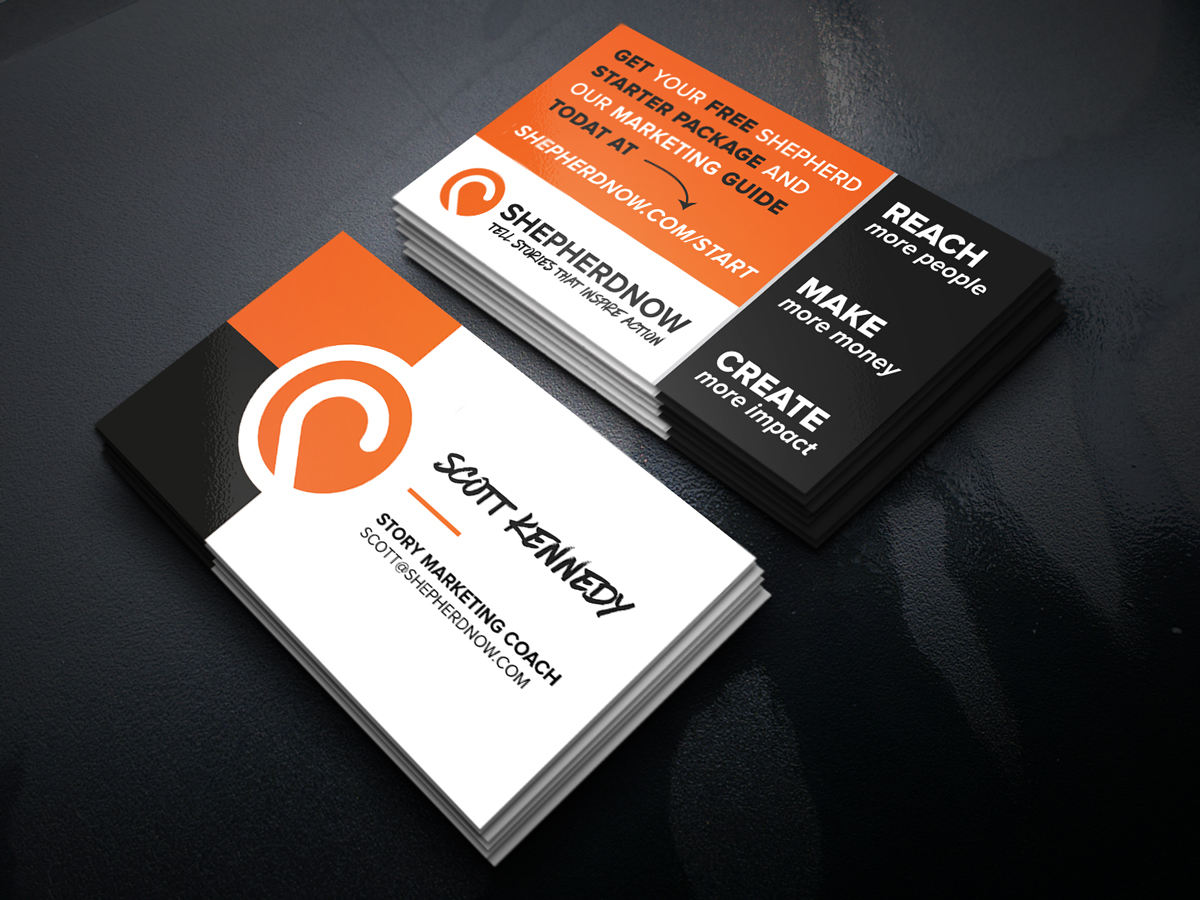 GET YOUR FREE SHEPHERD
STARTER PACKAGE AND
OUR MARKETING GUIDE
TODAT AT
SHEPHERDNOW.COM/START
SHEPHERDNOW
TELL STORIES THAT INSPIRE ACTION
REACH
more people
MAKE
more money
CREATE
more impact
SCOTT KENNEDY
STORY MARKETING COACH
SCOTT@SHEPHERDNOW.COM